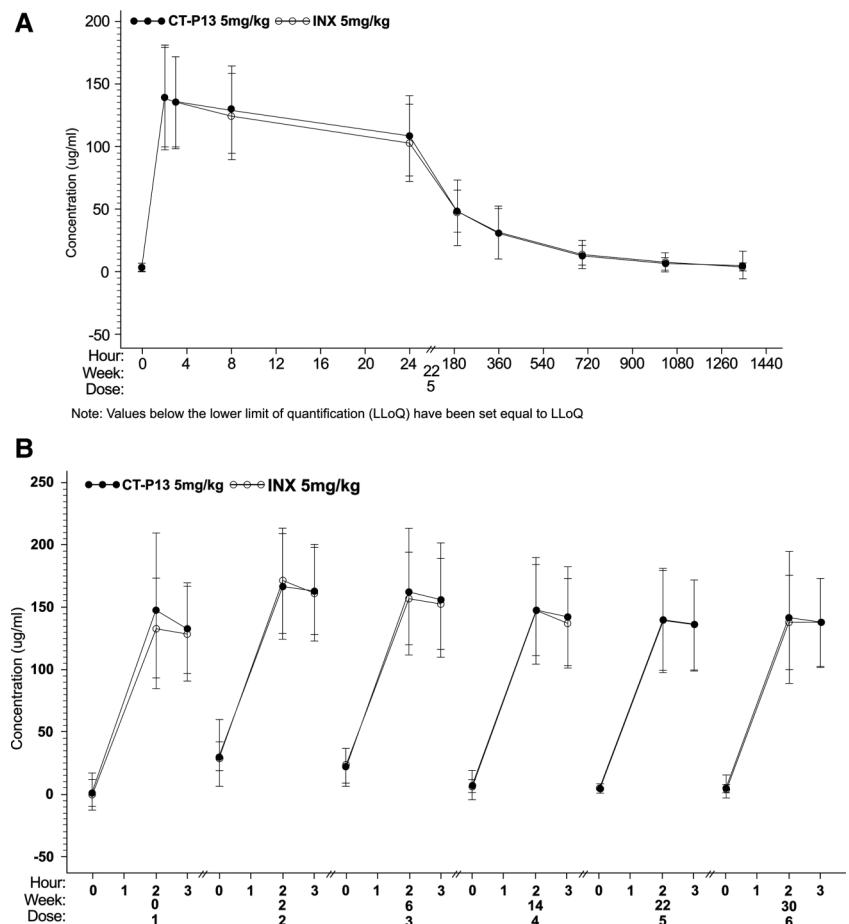 A
CT-P13 5mg/kg INX 5mg/kg
200
150
100
50
0
-50
Concentration (ug/ml)
Hour: 0 4 8 12 16 20 24 180 360 540 720 900 1080 1260 1440
Week: 22
Dose: 5
Note: Values below the lower limit of quantification (LLoQ) have been set equal to LLoQ
B
CT-P13 5mg/kg INX 5mg/kg
250
200
150
100
50
0
-50
Concentration (ug/ml)
Hour: 0 1 2 3 0 1 2 3 0 1 2 3 0 1 2 3 0 1 2 3 0 1 2 3
Week: 0 2 6 14 22 30
Dose: 1 2 3 4 5 6